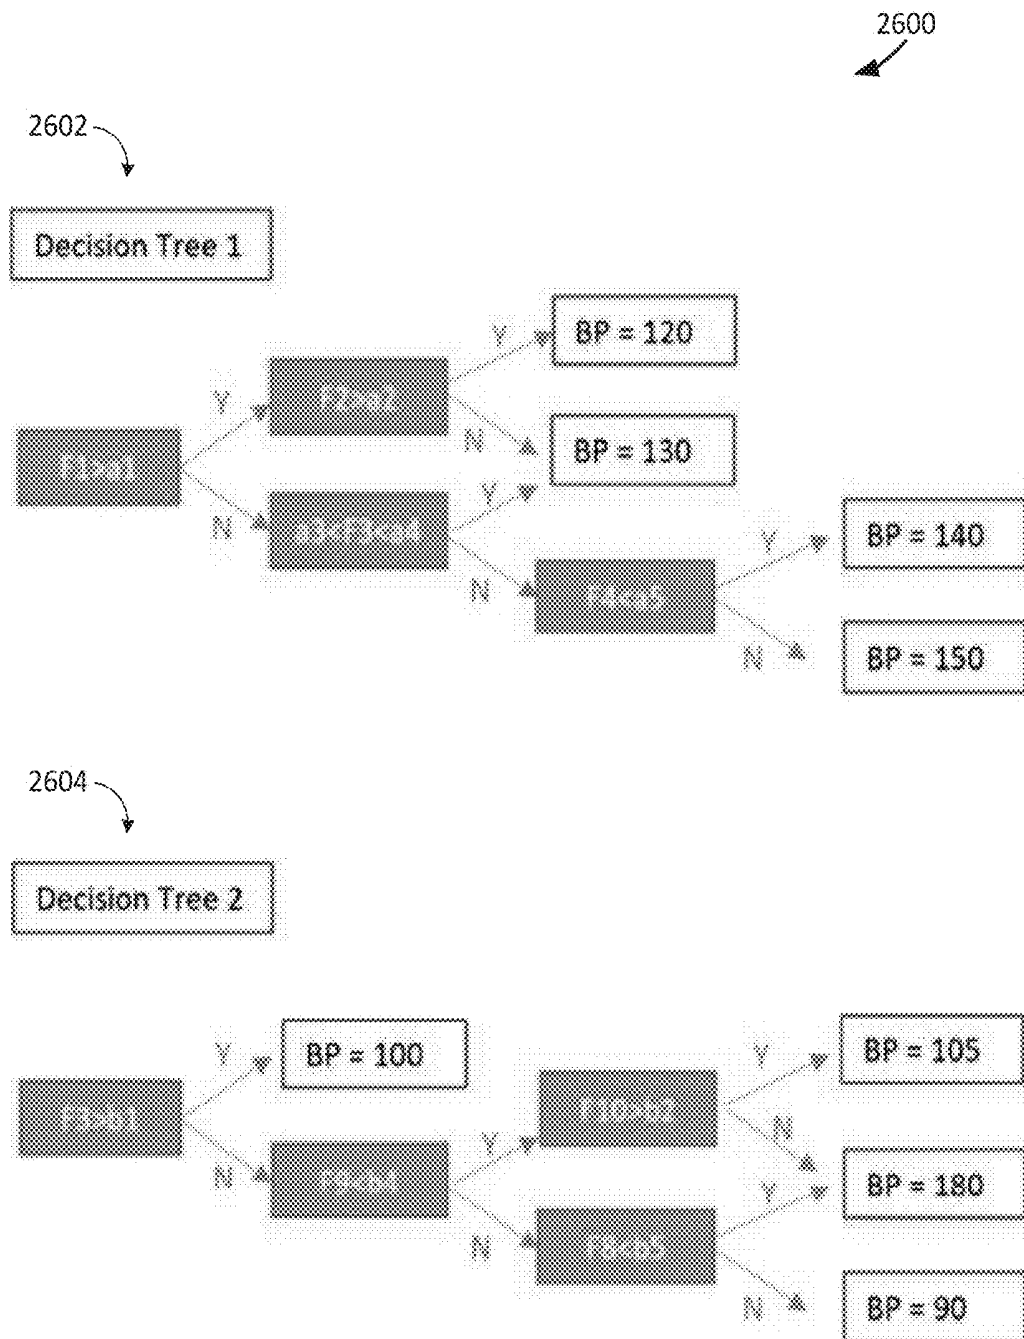 2600
2602
Decision Tree 1
BP = 120
Y
Y
N
BP = 130
Y
N
BP = 140
Y
N
N
BP = 150
2604
Decision Tree 2
Y
BP = 100
Y
BP = 105
N
Y
N
Y
BP = 180
N
N
BP = 90